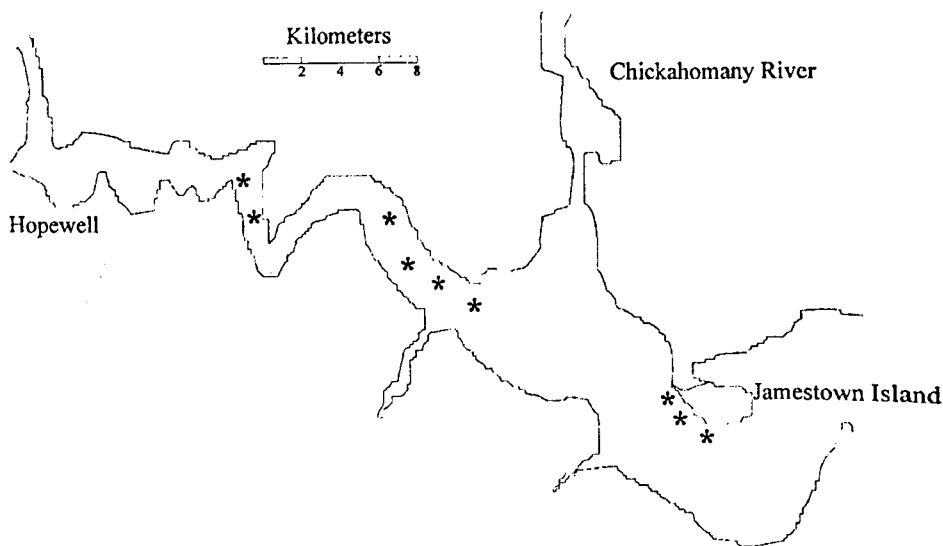 Kilometers
2 4 6 8
Chickahomany River
Hopewell
Jamestown Island